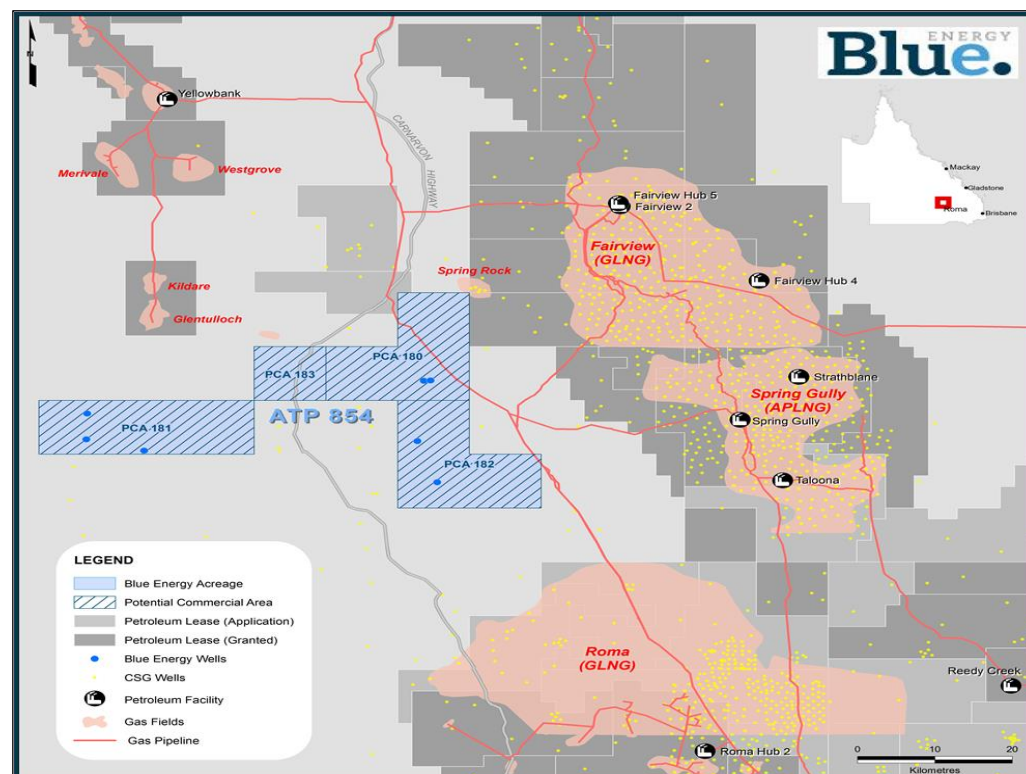 ENERGY
Blue.
N
Yellowbank
CARNARVON
HIGHWAY
Merivale
Westgrove
Mackay
Gladstone
Roma
Brisbane
Fairview Hub 5
Fairview 2
Fairview
(GLNG)
Spring Rock
Fairview Hub 4
Kildare
Glentulloch
PCA 180
PCA 183
Strathblane
Spring Gully
(APLNG)
ATP 854
Spring Gully
PCA 181
PCA 182
Taloona
LEGEND
Blue Energy Acreage
Potential Commercial Area
Petroleum Lease (Application)
Petroleum Lease (Granted)
Blue Energy Wells
CSG Wells
Petroleum Facility
Gas Fields
Gas Pipeline
Roma
(GLNG)
Reedy Creek
Roma Hub 2
0 10 20
Kilometres